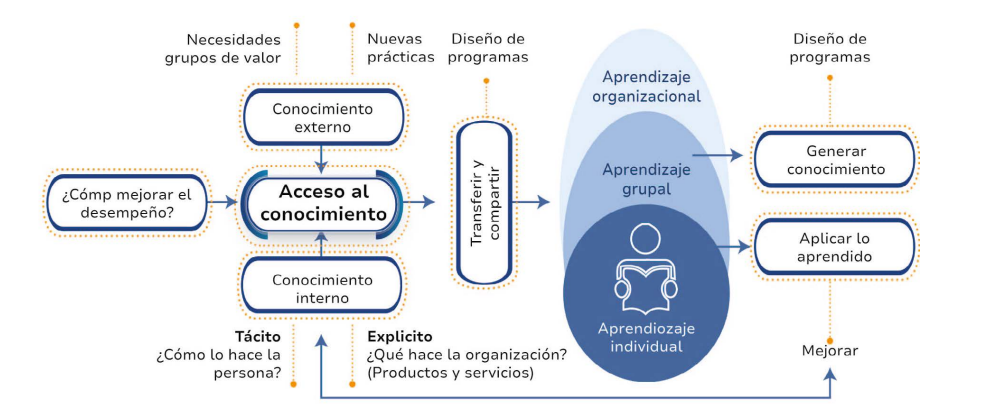 Necesidades
grupos de valor
Nuevas
prácticas
Diseño de
programas
Diseño de
programas
Conocimiento
externo
¿Cómp mejorar el
desempeño?
Acceso al
conocimiento
Conocimiento
interno
Tácito
¿Cómo lo hace la
persona?
Explicito
¿Qué hace la organización?
(Productos y servicios)
Transferir y
compartir
Aprendizaje
organizacional
Aprendizaje
grupal
Aprendiozaje
individual
Generar
conocimiento
Aplicar lo
aprendido
Mejorar